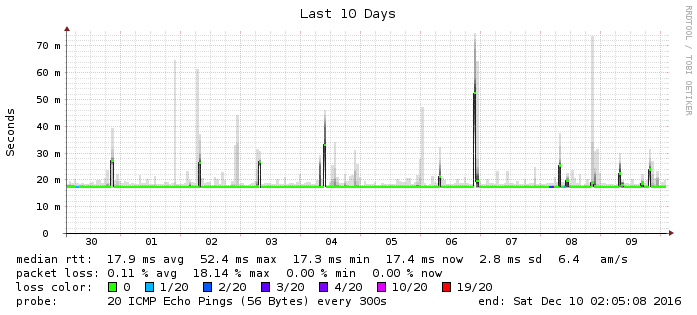 Last 10 Days
RRDTOOL / TOBI OETIKER
Seconds
70 m
60 m
50 m
40 m
30 m
20 m
10 m
0
30 01 02 03 04 05 06 07 08 09
median rtt: 17.9 ms avg 52.4 ms max 17.3 ms min 17.4 ms now 2.8 ms sd 6.4 am/s
packet loss: 0.11 % avg 18.14 % max 0.00 % min 0.00 % now
loss color: 0 1/20 2/20 3/20 4/20 10/20 19/20
probe: 20 ICMP Echo Pings (56 Bytes) every 300s end: Sat Dec 10 02:05:08 2016